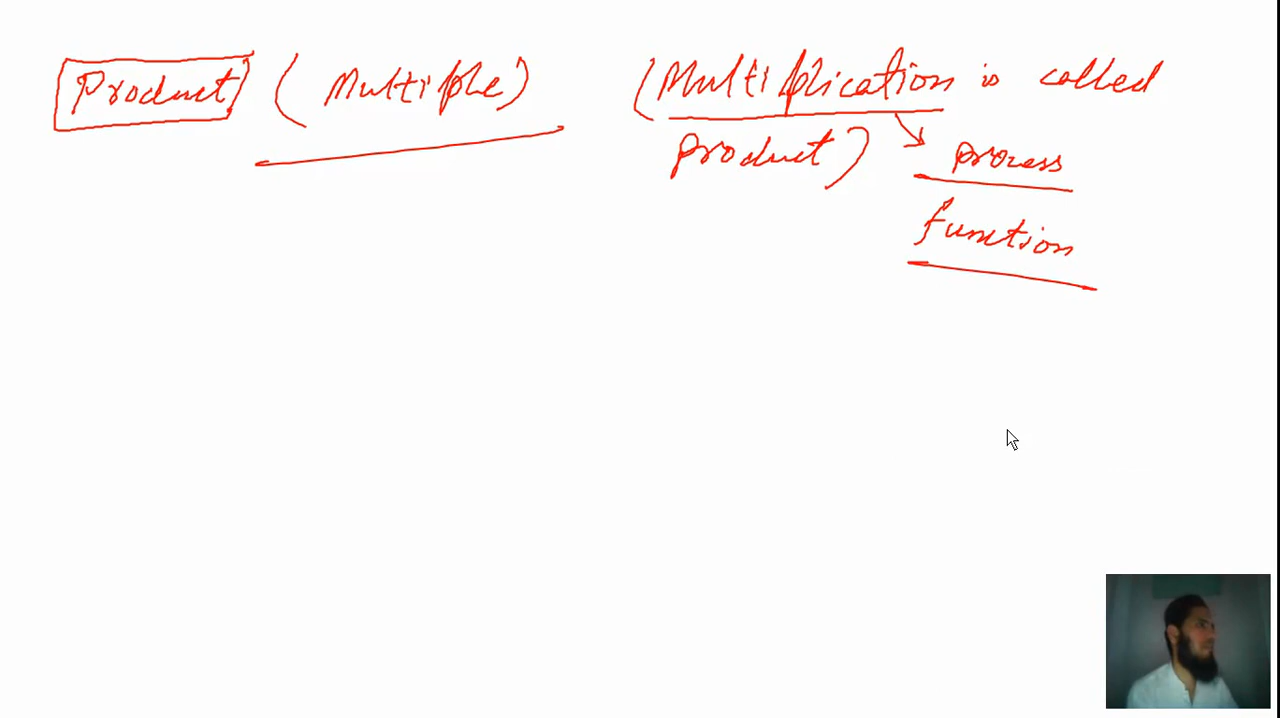 Product (Multiple) (Multiplication is called
product) process
function